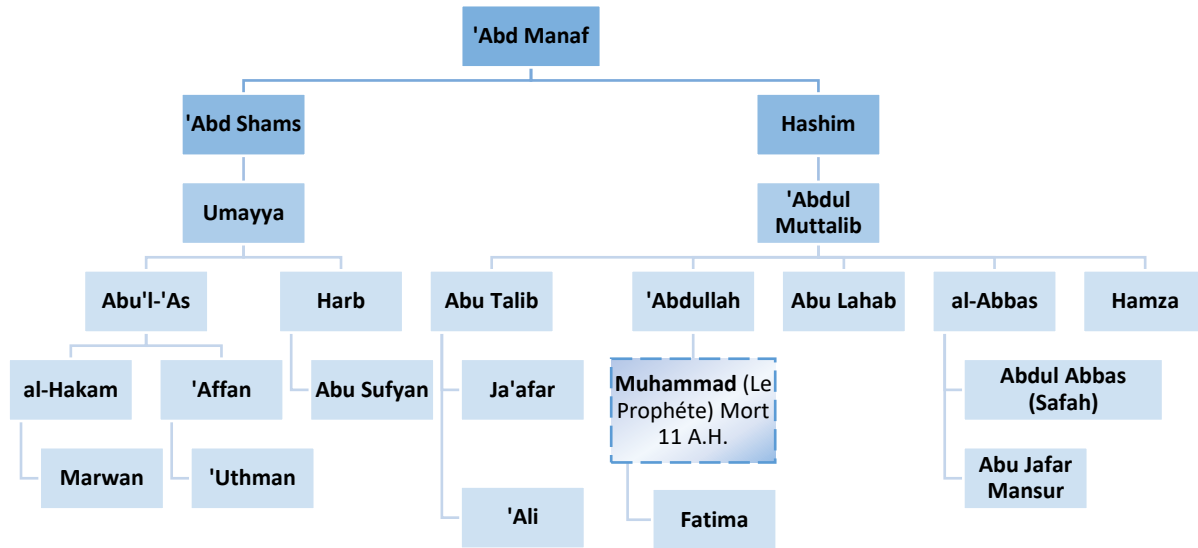 'Abd Manaf
'Abd Shams
Hashim
Umayya
'Abdul
Muttalib
Abu'l-'As
Harb
Abu Talib
'Abdullah
Abu Lahab
al-Abbas
Hamza
al-Hakam
'Affan
Abu Sufyan
Ja'afar
Muhammad (Le
Prophéte) Mort
11 A.H.
Abdul Abbas
(Safah)
Marwan
'Uthman
'Ali
Fatima
Abu Jafar
Mansur